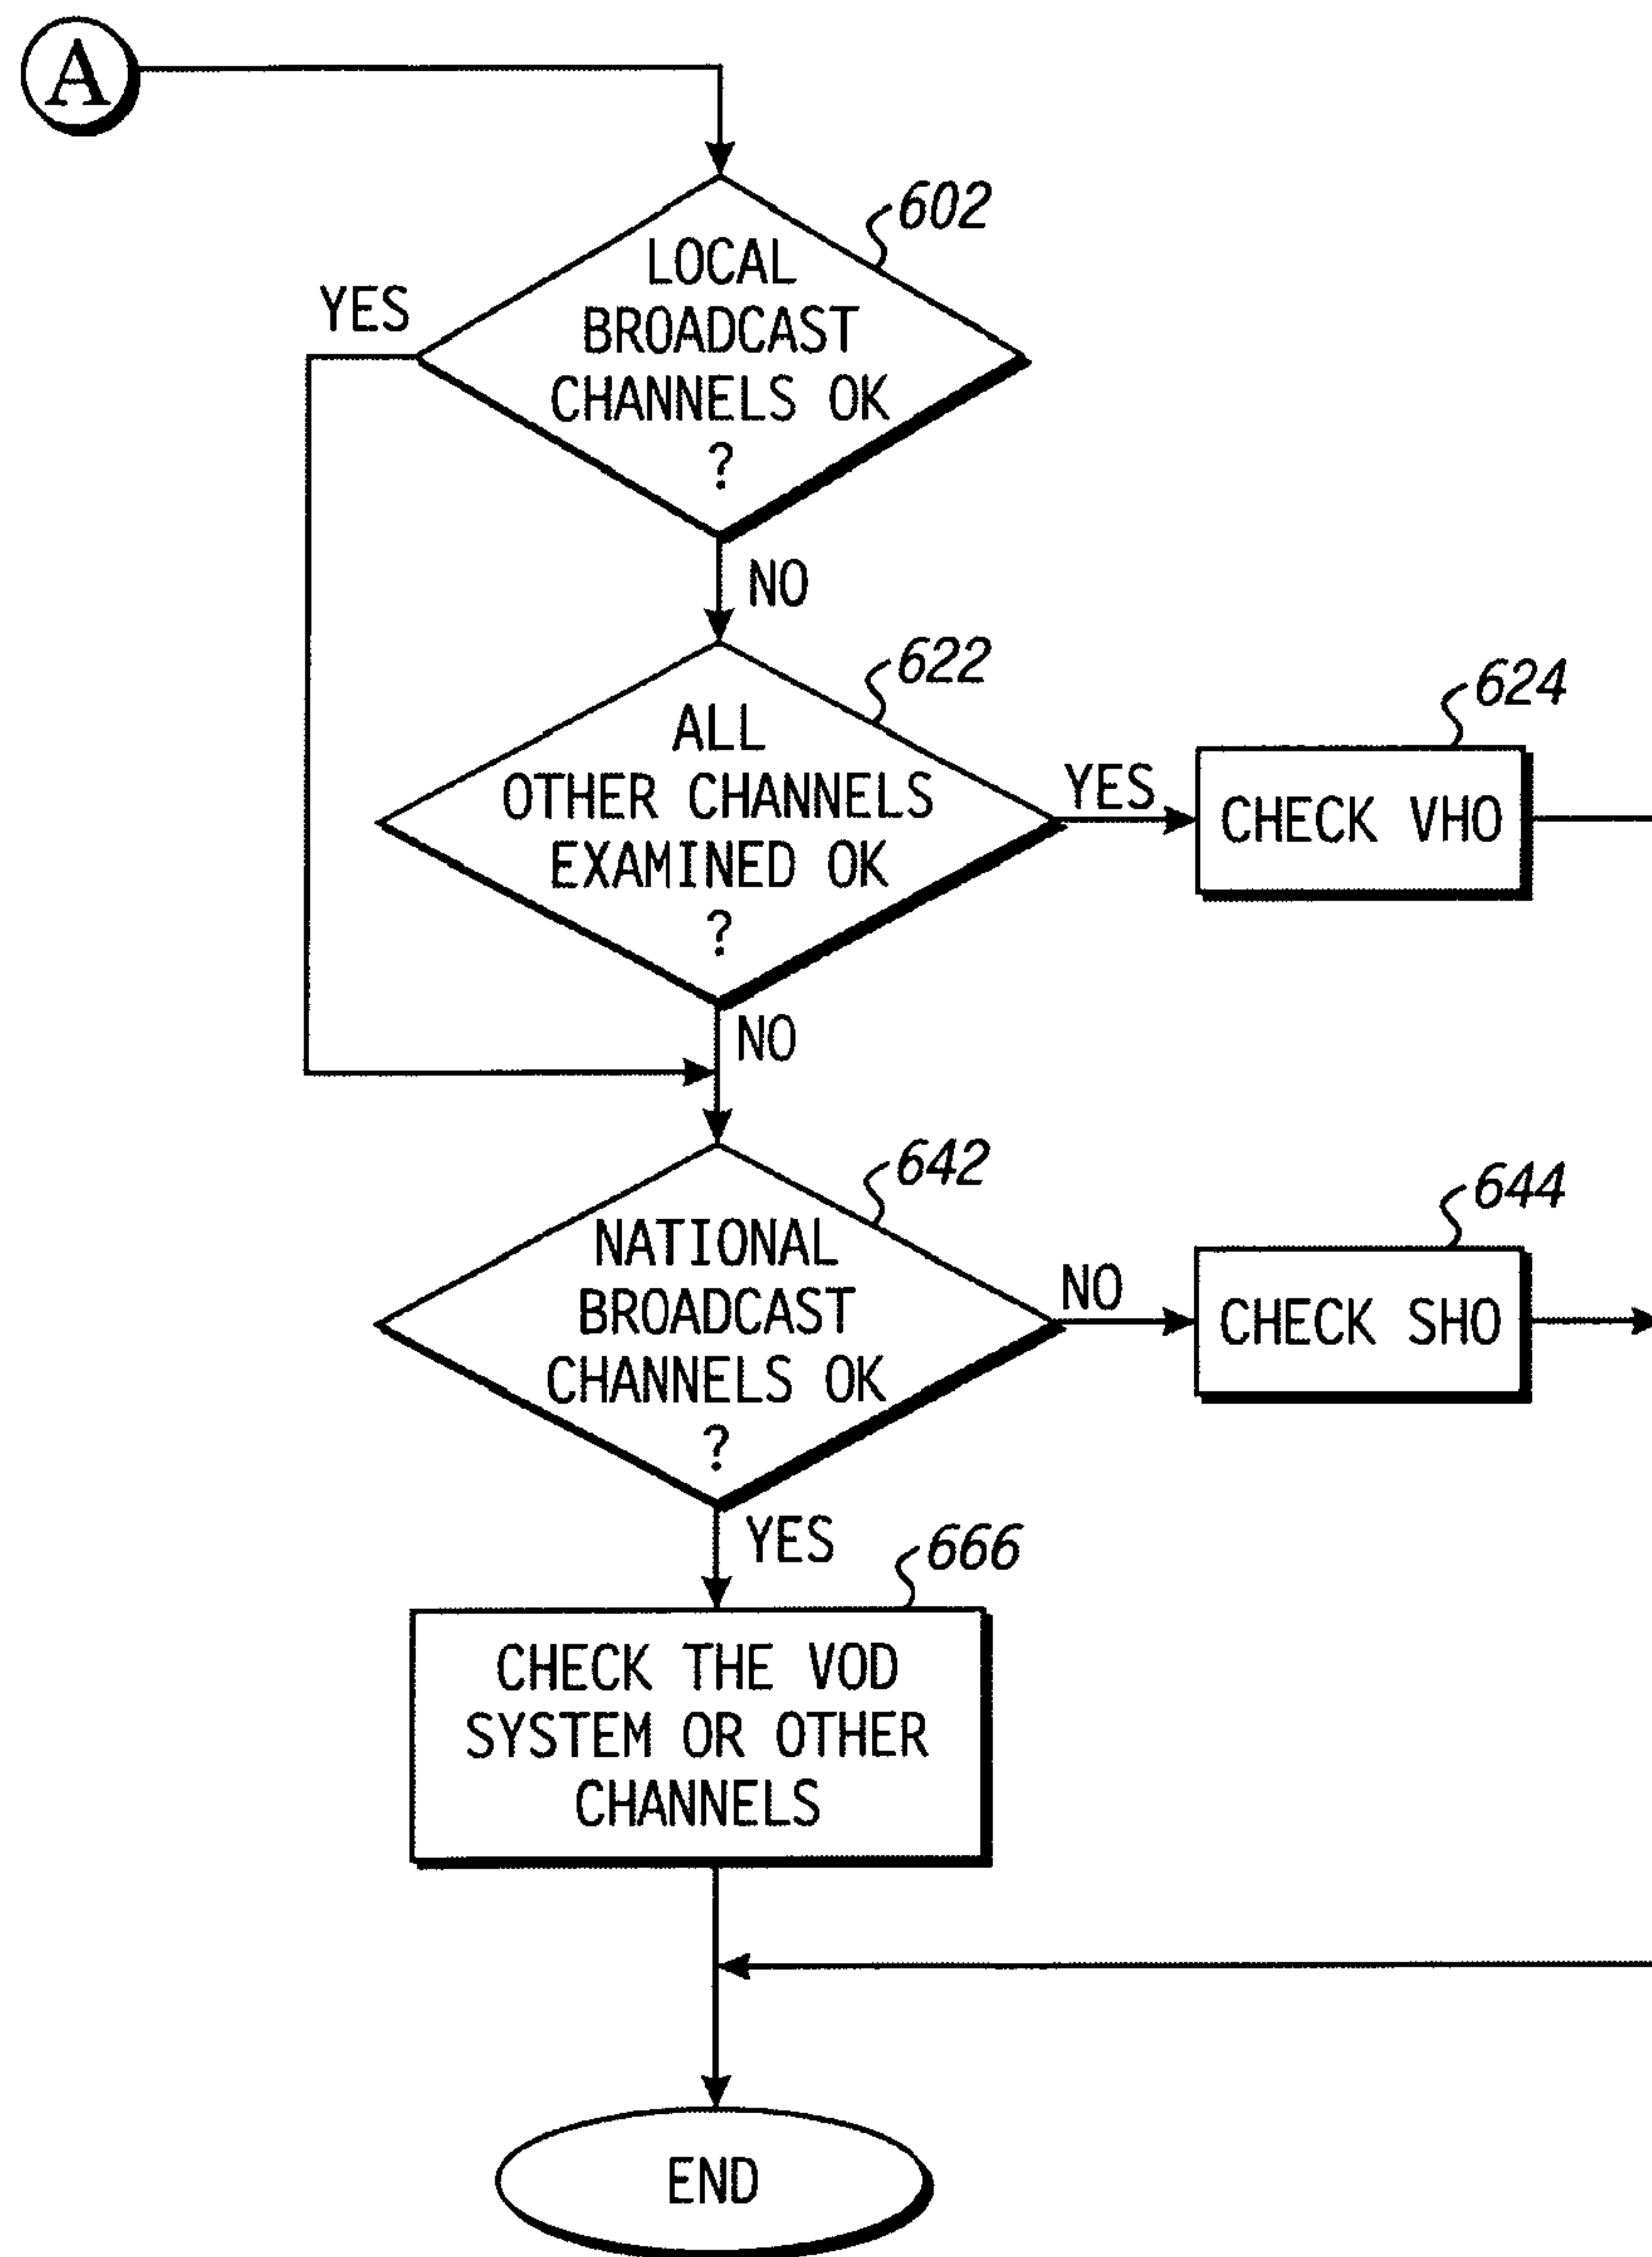 A
602
LOCAL
BROADCAST
CHANNELS OK
?
YES
NO
622
ALL
OTHER CHANNELS
EXAMINED OK
?
YES
624
CHECK VHO
NO
642
NATIONAL
BROADCAST
CHANNELS OK
?
NO
644
CHECK SHO
YES
666
CHECK THE VOD
SYSTEM OR OTHER
CHANNELS
END